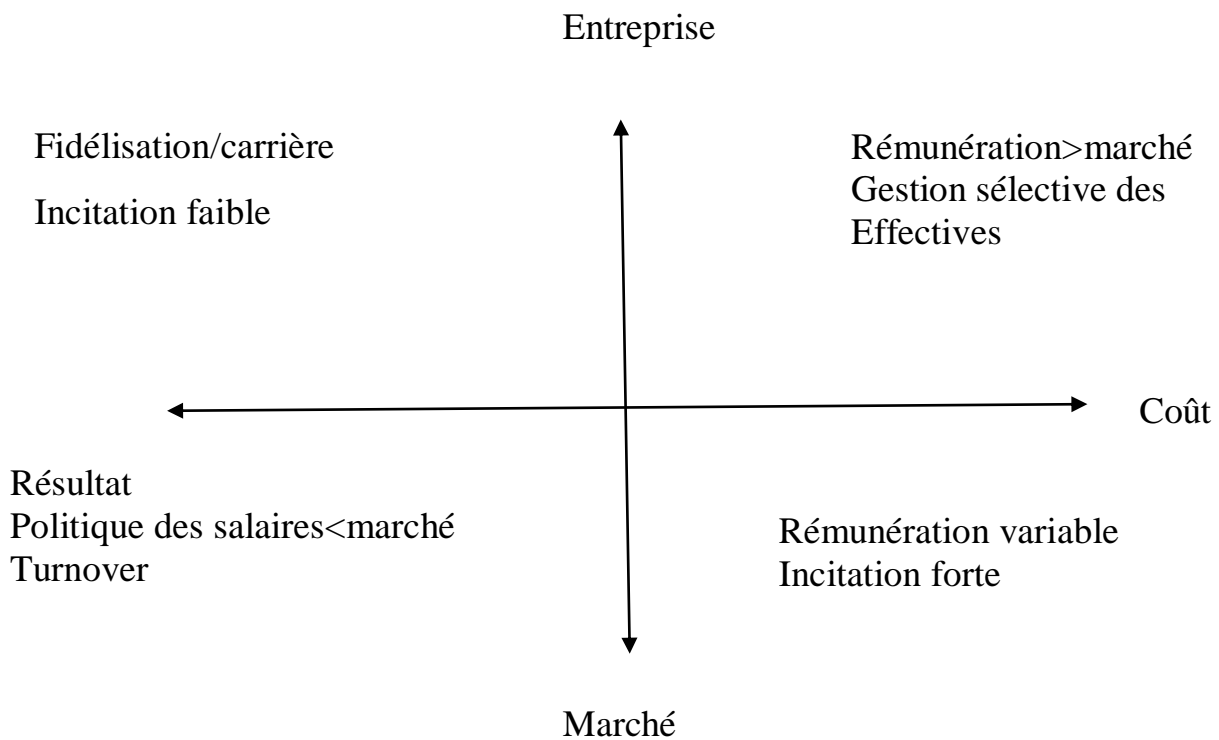 Entreprise
Fidélisation/carrière
Incitation faible
Rémunération>marché
Gestion sélective des
Effectives
Coût
Résultat
Politique des salaires<marché
Turnover
Rémunération variable
Incitation forte
Marché